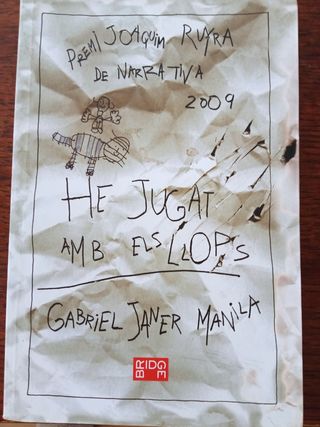 PREMI JOAQUIM RUYRA
DE NARRATIVA
2009
HE JUGAT
AMB ELS LLOPS
GABRIEL JANER MANILA
BRIDGE